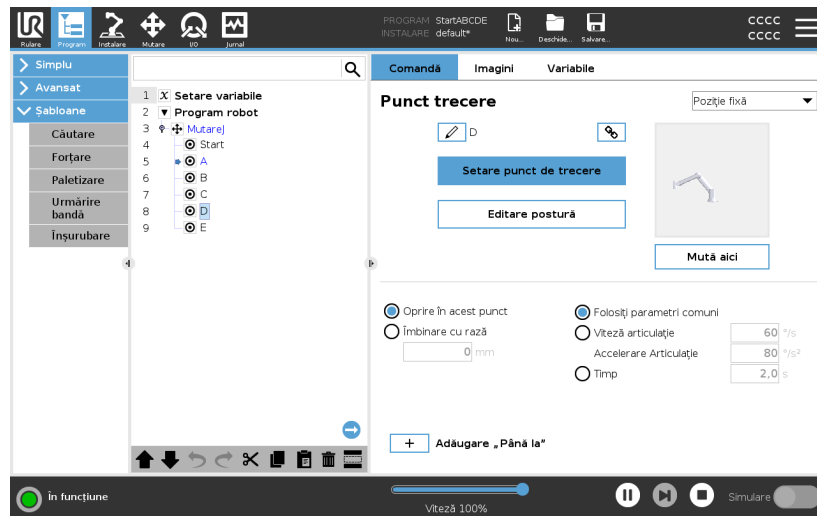 PROGRAM StartABCDE
INSTALARE default*
CCCC
CCCC
Rulare Program Instalare Mutare I/O Jurnal
Nou... Deschide... Salvare...
Simplu
Avansat
Șabloane
Căutare
Forțare
Paletizare
Urmărire
bandă
Înșurubare
1 X Setare variabile
2 Program robot
3 MutareJ
4 Start
5 A
6 B
7 C
8 D
9 E
Comandă Imagini Variabile
Punct trecere
Poziție fixă
D
Setare punct de trecere
Editare postură
Mută aici
Oprire în acest punct
Îmbinare cu rază
0 mm
Folosiți parametri comuni
Viteză articulație 60 °/s
Accelerare Articulație 80 °/s²
Timp 2,0 s
+ Adăugare „Până la”
În funcțiune
Viteză 100%
Simulare